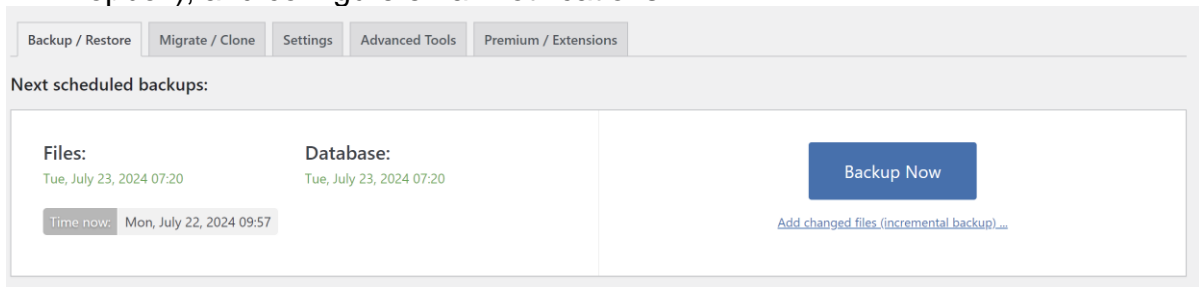 Backup / Restore Migrate / Clone Settings Advanced Tools Premium / Extensions
Next scheduled backups:
Files: Database:
Tue, July 23, 2024 07:20 Tue, July 23, 2024 07:20
Time now: Mon, July 22, 2024 09:57
Backup Now
Add changed files (incremental backup) ...